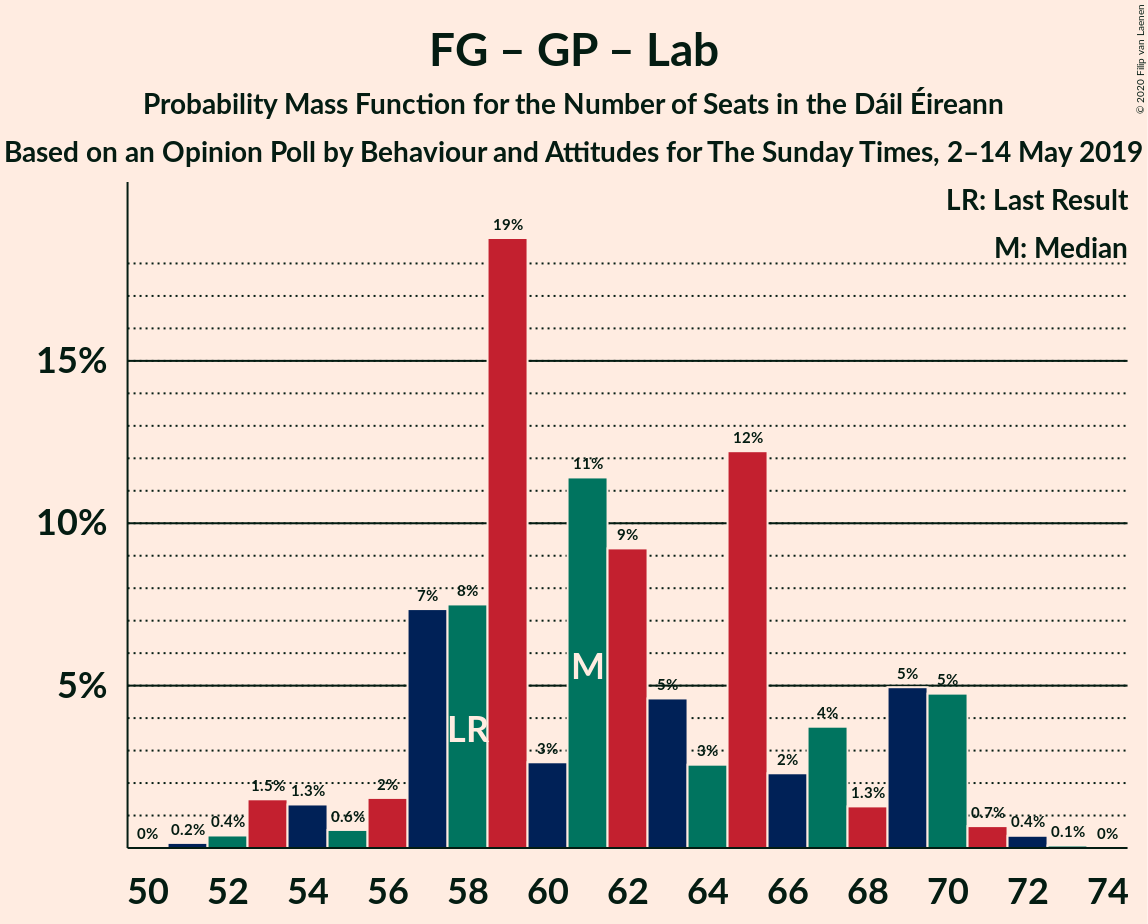 FG – GP – Lab
Probability Mass Function for the Number of Seats in the Dáil Éireann
Based on an Opinion Poll by Behaviour and Attitudes for The Sunday Times, 2–14 May 2019
© 2020 Filip van Laenen
LR: Last Result
M: Median
19%
15%
12%
11%
10%
9%
7% 8%
M
5%
5% 5% 5%
LR
4%
3% 3%
2%
1.5% 1.3% 2% 1.3%
0% 0.2% 0.4% 0.6% 0.7% 0.4% 0.1% 0%
50 52 54 56 58 60 62 64 66 68 70 72 74